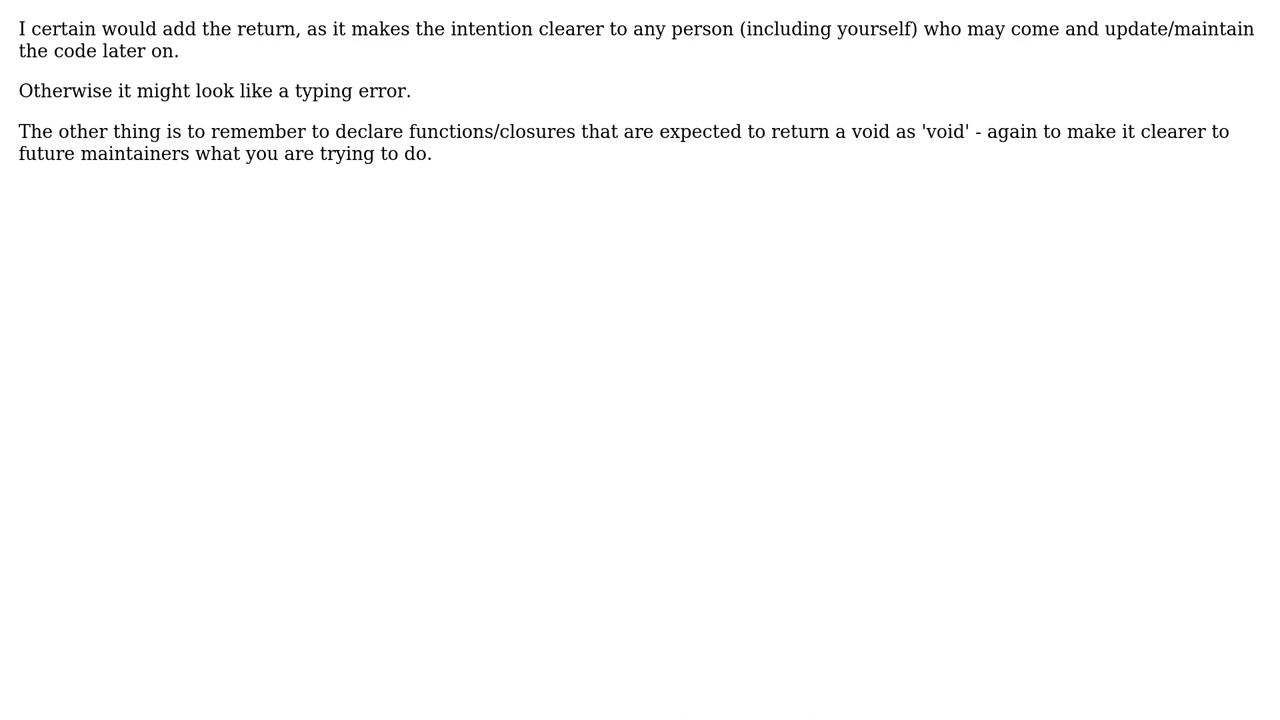 I certain would add the return, as it makes the intention clearer to any person (including yourself) who may come and update/maintain
the code later on.
Otherwise it might look like a typing error.
The other thing is to remember to declare functions/closures that are expected to return a void as 'void' - again to make it clearer to
future maintainers what you are trying to do.